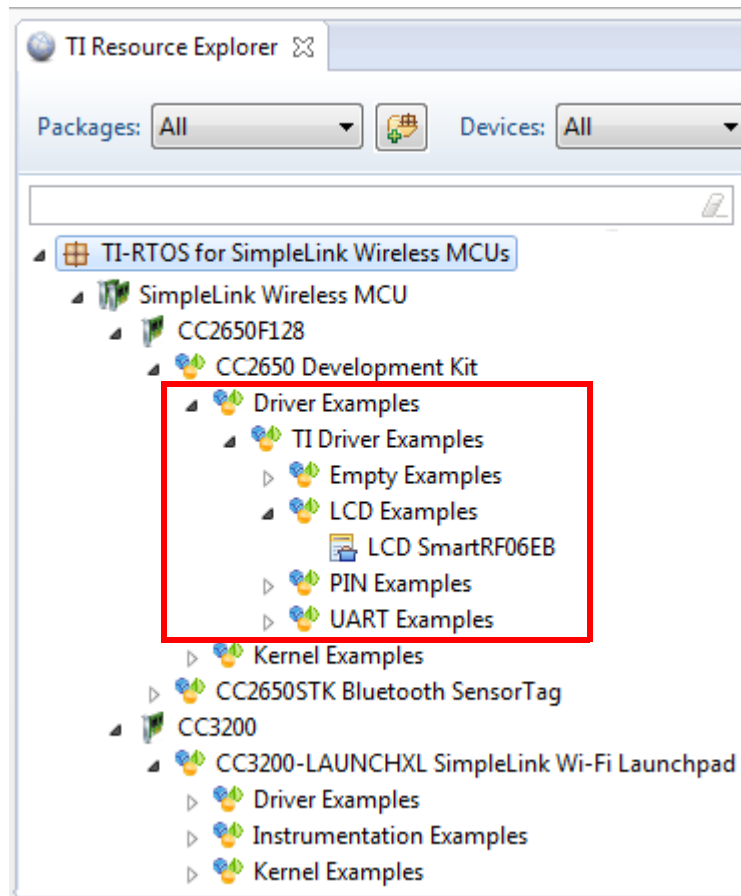 TI Resource Explorer
Packages: All Devices: All
TI-RTOS for SimpleLink Wireless MCUs
SimpleLink Wireless MCU
CC2650F128
CC2650 Development Kit
Driver Examples
TI Driver Examples
Empty Examples
LCD Examples
LCD SmartRF06EB
PIN Examples
UART Examples
Kernel Examples
CC2650STK Bluetooth SensorTag
CC3200
CC3200-LAUNCHXL SimpleLink Wi-Fi Launchpad
Driver Examples
Instrumentation Examples
Kernel Examples